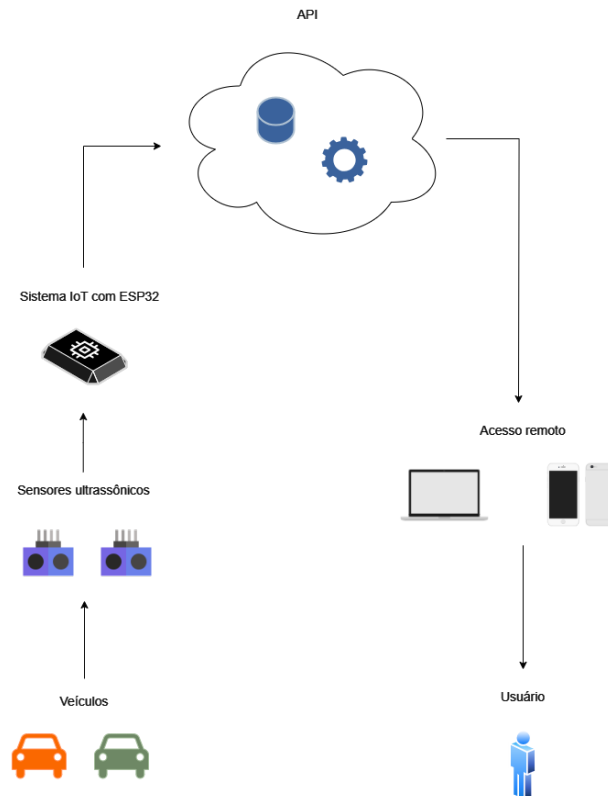 API
Sistema IoT com ESP32
Acesso remoto
Sensores ultrassônicos
Veículos
Usuário